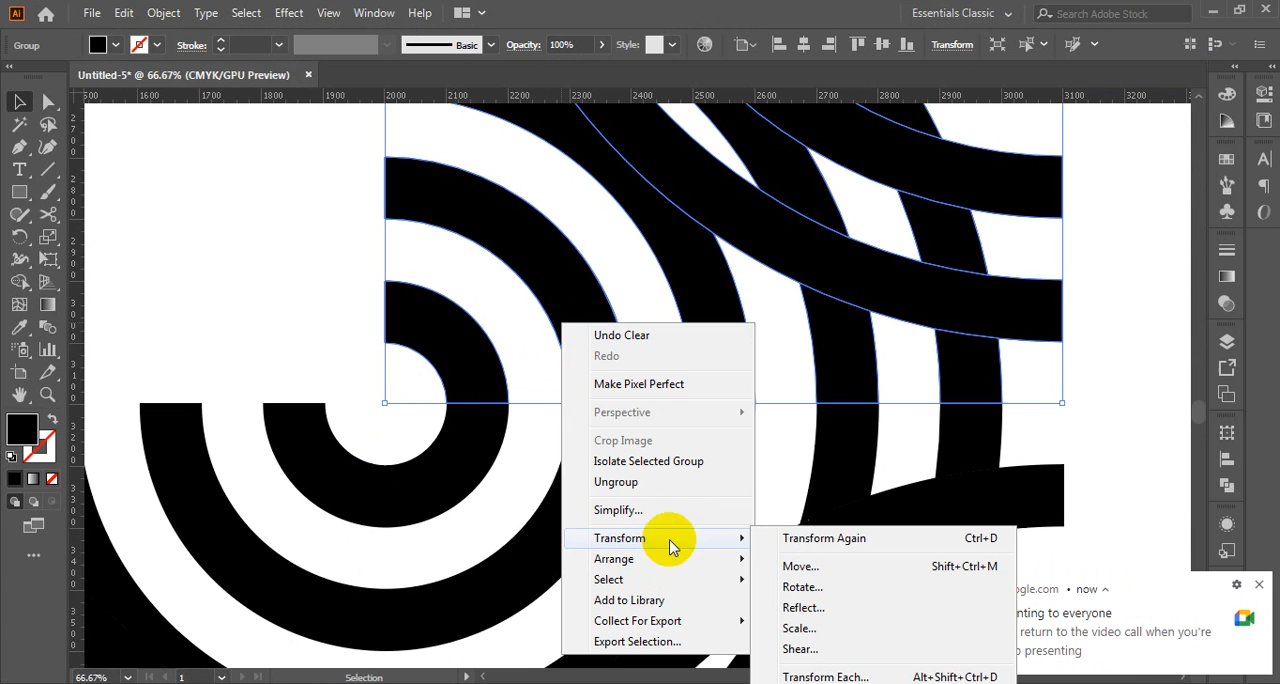 Ai File Edit Object Type Select Effect View Window Help Essentials Classic Search Adobe Stock
Group Stroke: Basic Opacity: 100% Style: Transform
Untitled-5* @ 66.67% (CMYK/GPU Preview) ×
1600 1700 1800 1900 2000 2100 2200 2300 2400 2500 2600 2700 2800 2900 3000 3100 3200
Undo Clear
Redo
Make Pixel Perfect
Perspective
Crop Image
Isolate Selected Group
Ungroup
Simplify...
Transform
Arrange
Select
Add to Library
Collect For Export
Export Selection...
Transform Again Ctrl+D
Move... Shift+Ctrl+M
Rotate...
Reflect...
Scale...
Shear...
Transform Each... Alt+Shift+Ctrl+D
ogle.com • now
nting to everyone
return to the video call when you're
presenting
66.67% 1 Selection